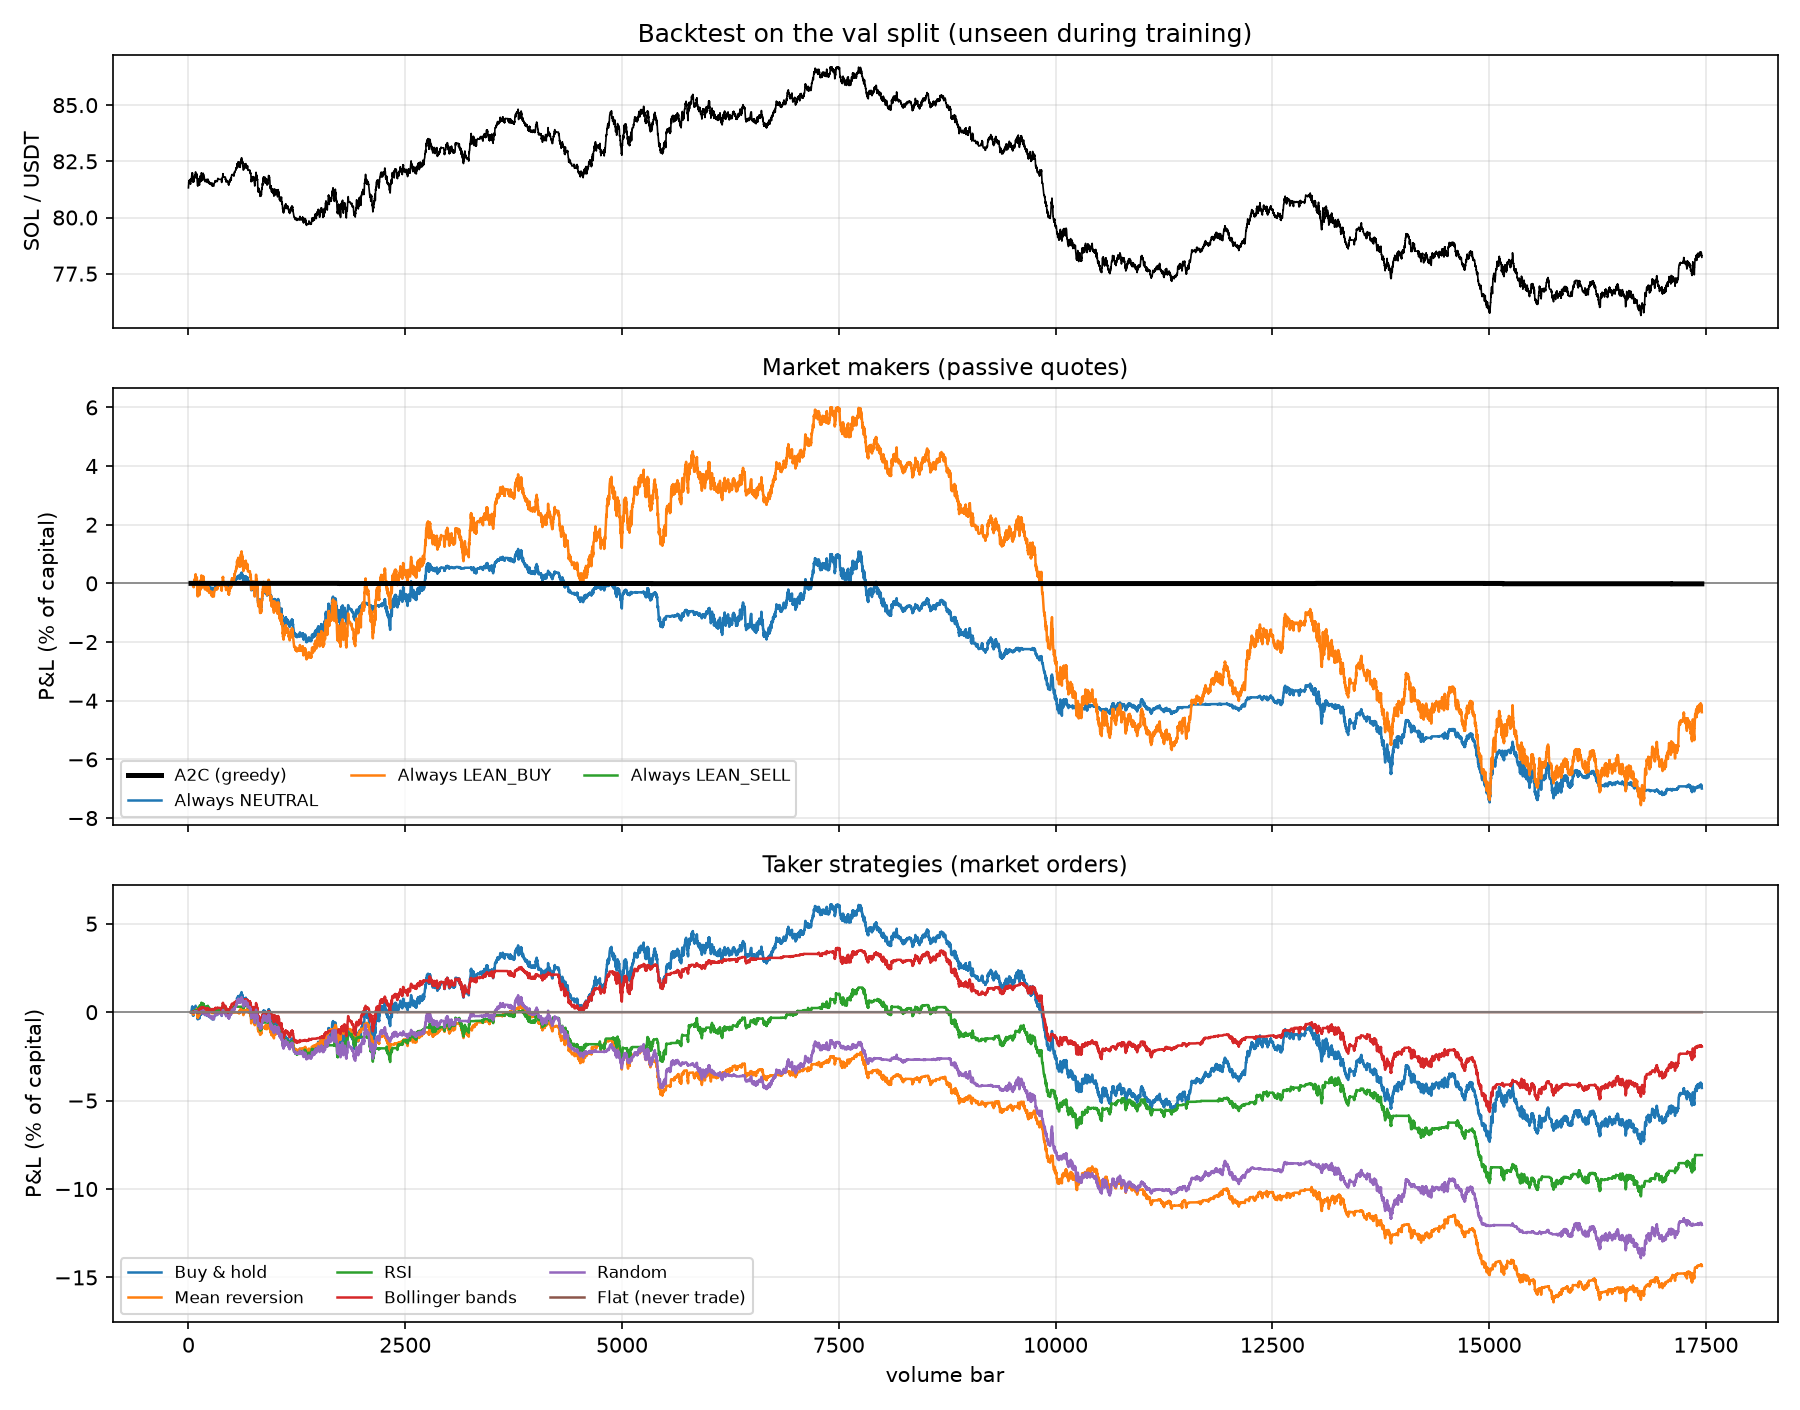 Backtest on the val split (unseen during training)
85.0
82.5
80.0
77.5
SOL / USDT
Market makers (passive quotes)
6
4
2
0
−2
−4
−6
−8
P&L (% of capital)
A2C (greedy)
Always NEUTRAL
Always LEAN_BUY
Always LEAN_SELL
Taker strategies (market orders)
5
0
−5
−10
−15
P&L (% of capital)
Buy & hold
Mean reversion
RSI
Bollinger bands
Random
Flat (never trade)
0 2500 5000 7500 10000 12500 15000 17500
volume bar